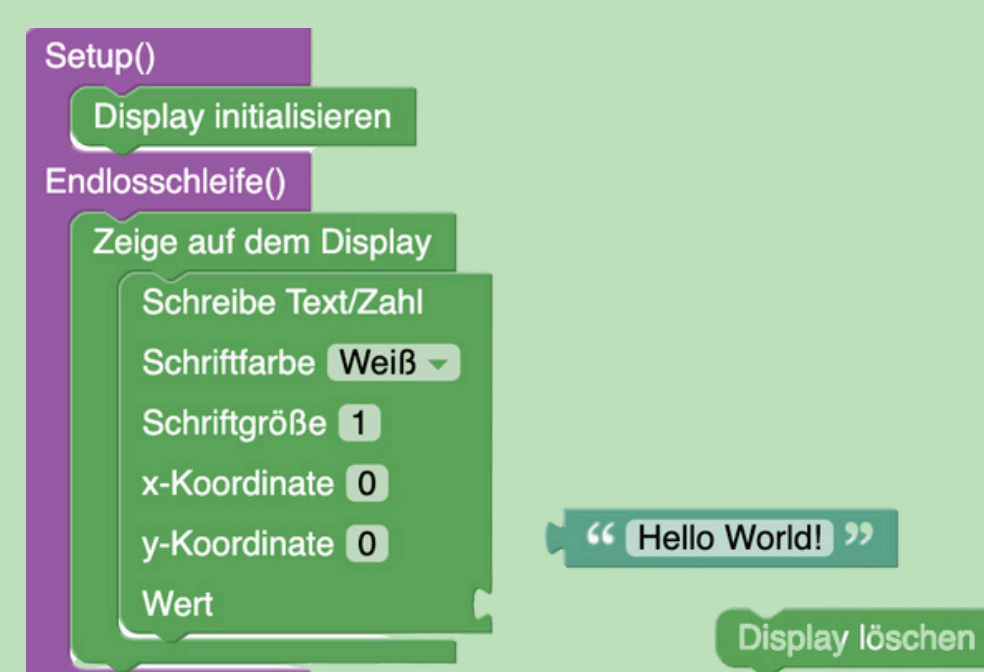 Setup()
Display initialisieren
Endlosschleife()
Zeige auf dem Display
Schreibe Text/Zahl
Schriftfarbe Weiß
Schriftgröße 1
x-Koordinate 0
y-Koordinate 0
“ Hello World! ”
Wert
Display löschen